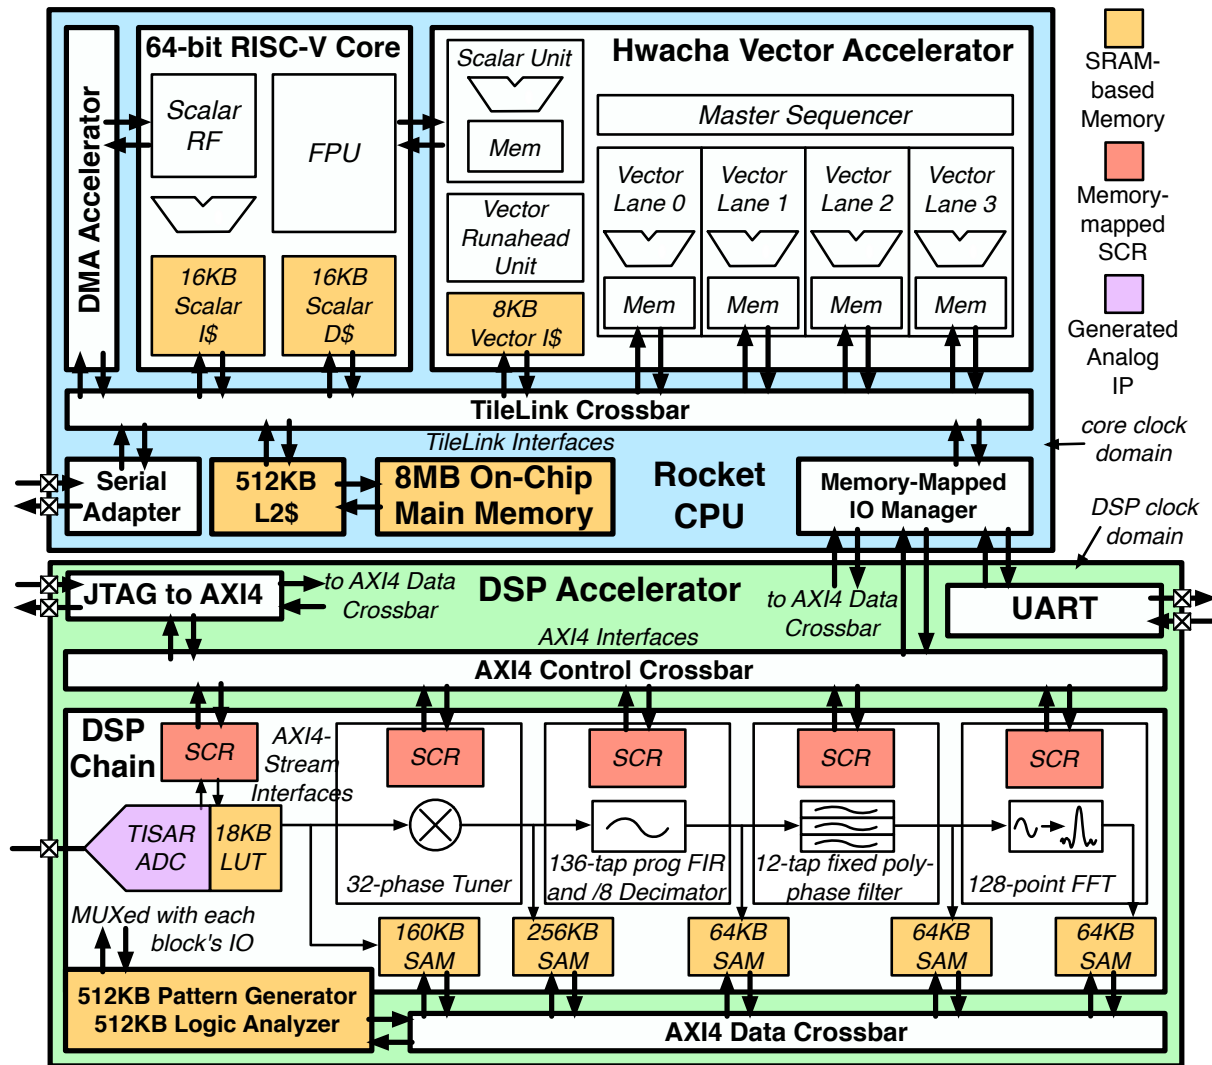 64-bit RISC-V Core
Hwacha Vector Accelerator
DMA Accelerator
Scalar
RF
FPU
16KB
Scalar
I$
16KB
Scalar
D$
Scalar Unit
Mem
Vector
Runahead
Unit
8KB
Vector I$
Master Sequencer
Vector
Lane 0
Mem
Vector
Lane 1
Mem
Vector
Lane 2
Mem
Vector
Lane 3
Mem
SRAM-
based
Memory
Memory-
mapped
SCR
Generated
Analog
IP
TileLink Crossbar
TileLink Interfaces
core clock
domain
Serial
Adapter
512KB
L2$
8MB On-Chip
Main Memory
Rocket
CPU
Memory-Mapped
IO Manager
DSP clock
domain
JTAG to AXI4
to AXI4 Data
Crossbar
DSP Accelerator
to AXI4 Data
Crossbar
UART
AXI4 Interfaces
AXI4 Control Crossbar
DSP
Chain
SCR
AXI4-
Stream
Interfaces
SCR
SCR
SCR
SCR
TISAR
ADC
18KB
LUT
32-phase Tuner
136-tap prog FIR
and /8 Decimator
12-tap fixed poly-
phase filter
128-point FFT
MUXed with each
block's IO
160KB
SAM
256KB
SAM
64KB
SAM
64KB
SAM
64KB
SAM
512KB Pattern Generator
512KB Logic Analyzer
AXI4 Data Crossbar